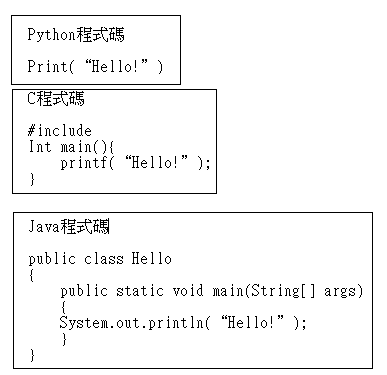 Python程式碼
Print( “Hello!” )
C程式碼
#include
Int main(){
printf( “Hello!” );
}
Java程式碼
public class Hello
{
public static void main(String[] args)
{
System.out.println( “Hello!” );
}
}